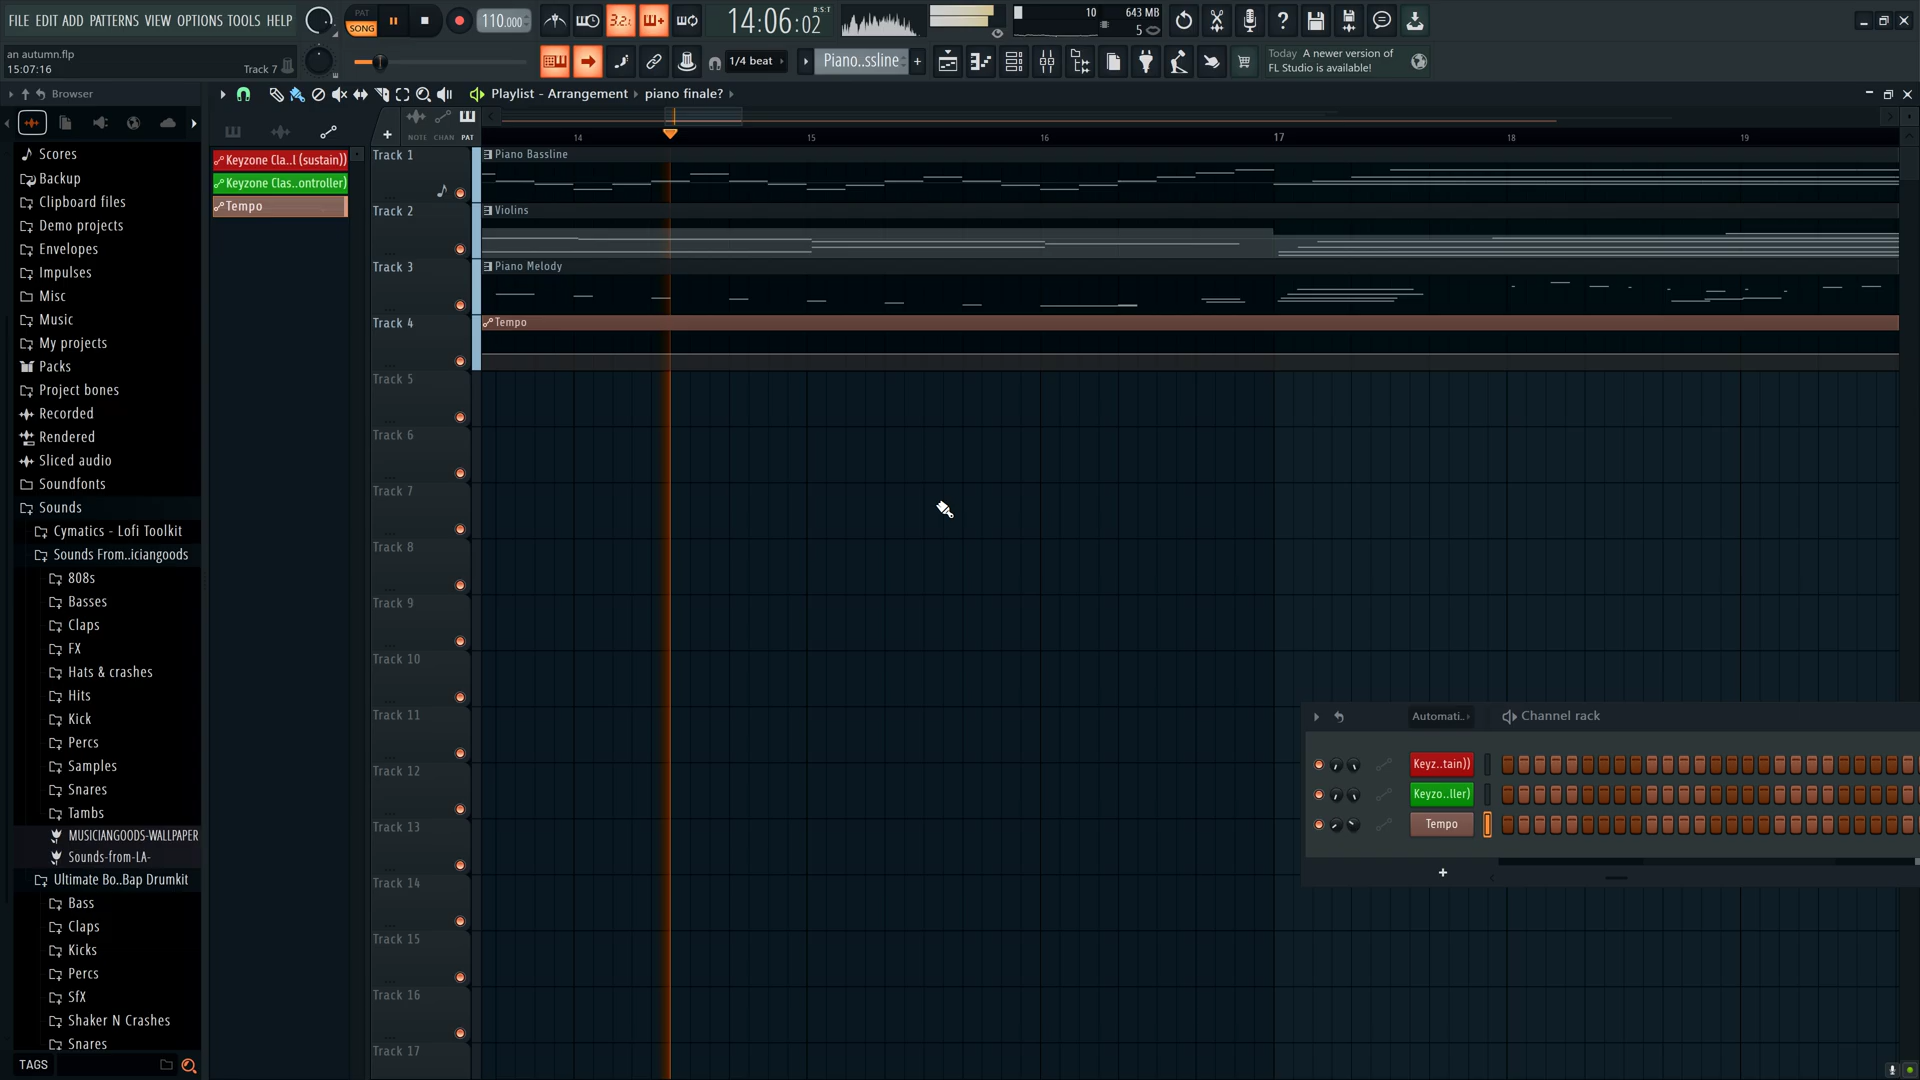 FILE EDIT ADD PATTERNS VIEW OPTIONS TOOLS HELP
PAT
SONG
110.000
3.2.
14:06:02
B:S:T
10
643 MB
5
an autumn.flp
15:07:16
Track 7
1/4 beat
Piano..ssline
Today A newer version of
FL Studio is available!
Browser
Playlist - Arrangement
piano finale?
NOTE CHAN PAT
14
15
16
17
18
19
Scores
Backup
Clipboard files
Demo projects
Envelopes
Impulses
Misc
Music
My projects
Packs
Project bones
Recorded
Rendered
Sliced audio
Soundfonts
Sounds
Cymatics - Lofi Toolkit
Sounds From..iciangoods
808s
Basses
Claps
FX
Hats & crashes
Hits
Kick
Percs
Samples
Snares
Tambs
MUSICIANGOODS-WALLPAPER
Sounds-from-LA-
Ultimate Bo..Bap Drumkit
Bass
Claps
Kicks
Percs
SfX
Shaker N Crashes
Snares
TAGS
Keyzone Cla..l (sustain))
Keyzone Clas..ontroller)
Tempo
Track 1
Piano Bassline
Track 2
Violins
Track 3
Piano Melody
Track 4
Tempo
Track 5
Track 6
Track 7
Track 8
Track 9
Track 10
Track 11
Track 12
Track 13
Track 14
Track 15
Track 16
Track 17
Automati..
Channel rack
Keyz..tain))
Keyzo..ller)
Tempo